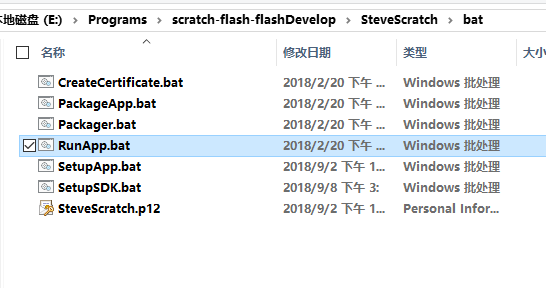 本地磁盘 (E:) › Programs › scratch-flash-flashDevelop › SteveScratch › bat
名称 修改日期 类型 大小
CreateCertificate.bat 2018/2/20 下午 ... Windows 批处理
PackageApp.bat 2018/2/20 下午 ... Windows 批处理
Packager.bat 2018/2/20 下午 ... Windows 批处理
RunApp.bat 2018/2/20 下午 ... Windows 批处理
SetupApp.bat 2018/9/2 下午 1... Windows 批处理
SetupSDK.bat 2018/9/8 下午 3: Windows 批处理
SteveScratch.p12 2018/9/2 下午 1... Personal Infor...